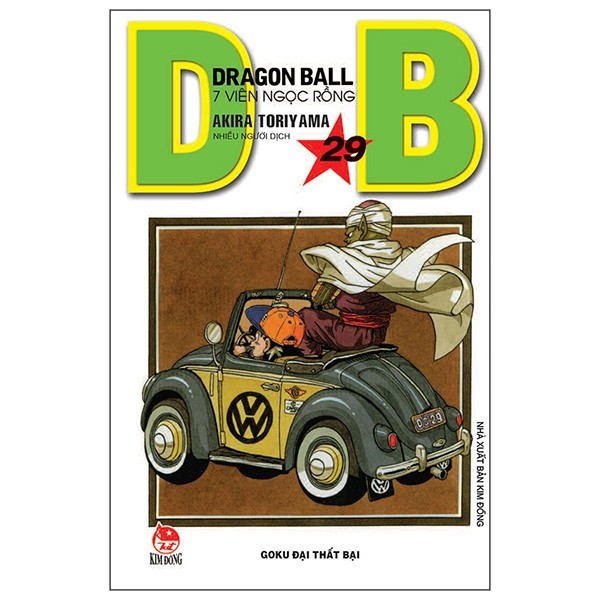 D B
DRAGON BALL
7 VIÊN NGỌC RỒNG
AKIRA TORIYAMA
NHIỀU NGƯỜI DỊCH
29
VW
DB·29
VW
NHÀ XUẤT BẢN KIM ĐỒNG
KIM ĐỒNG
GOKU ĐẠI THẤT BẠI